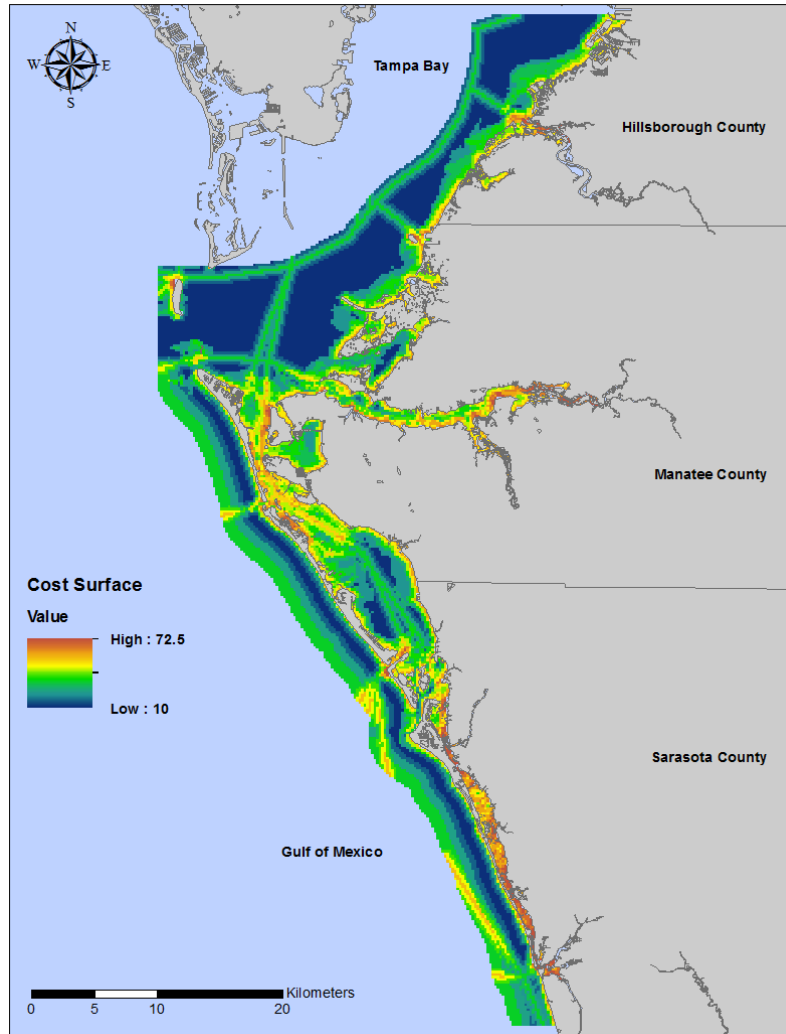 N
W E
S
Tampa Bay
Hillsborough County
Manatee County
Cost Surface
Value
High : 72.5
Low : 10
Sarasota County
Gulf of Mexico
Kilometers
0 5 10 20